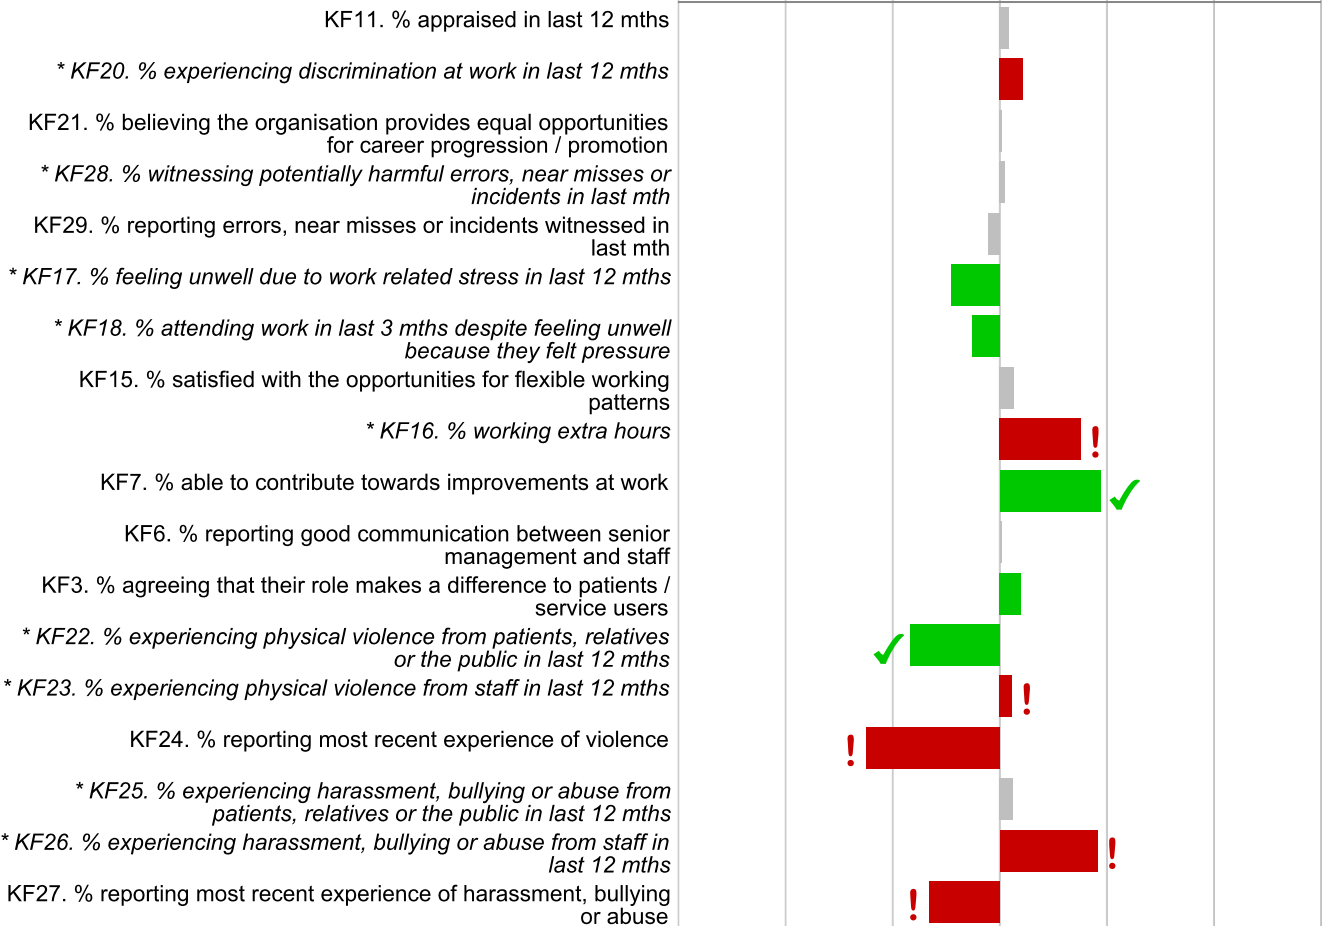 KF11. % appraised in last 12 mths
* KF20. % experiencing discrimination at work in last 12 mths
KF21. % believing the organisation provides equal opportunities
for career progression / promotion
* KF28. % witnessing potentially harmful errors, near misses or
incidents in last mth
KF29. % reporting errors, near misses or incidents witnessed in
last mth
* KF17. % feeling unwell due to work related stress in last 12 mths
* KF18. % attending work in last 3 mths despite feeling unwell
because they felt pressure
KF15. % satisfied with the opportunities for flexible working
patterns
* KF16. % working extra hours
!
KF7. % able to contribute towards improvements at work
KF6. % reporting good communication between senior
management and staff
KF3. % agreeing that their role makes a difference to patients /
service users
* KF22. % experiencing physical violence from patients, relatives
or the public in last 12 mths
* KF23. % experiencing physical violence from staff in last 12 mths
!
KF24. % reporting most recent experience of violence
!
* KF25. % experiencing harassment, bullying or abuse from
patients, relatives or the public in last 12 mths
* KF26. % experiencing harassment, bullying or abuse from staff in
last 12 mths
!
KF27. % reporting most recent experience of harassment, bullying
or abuse
!